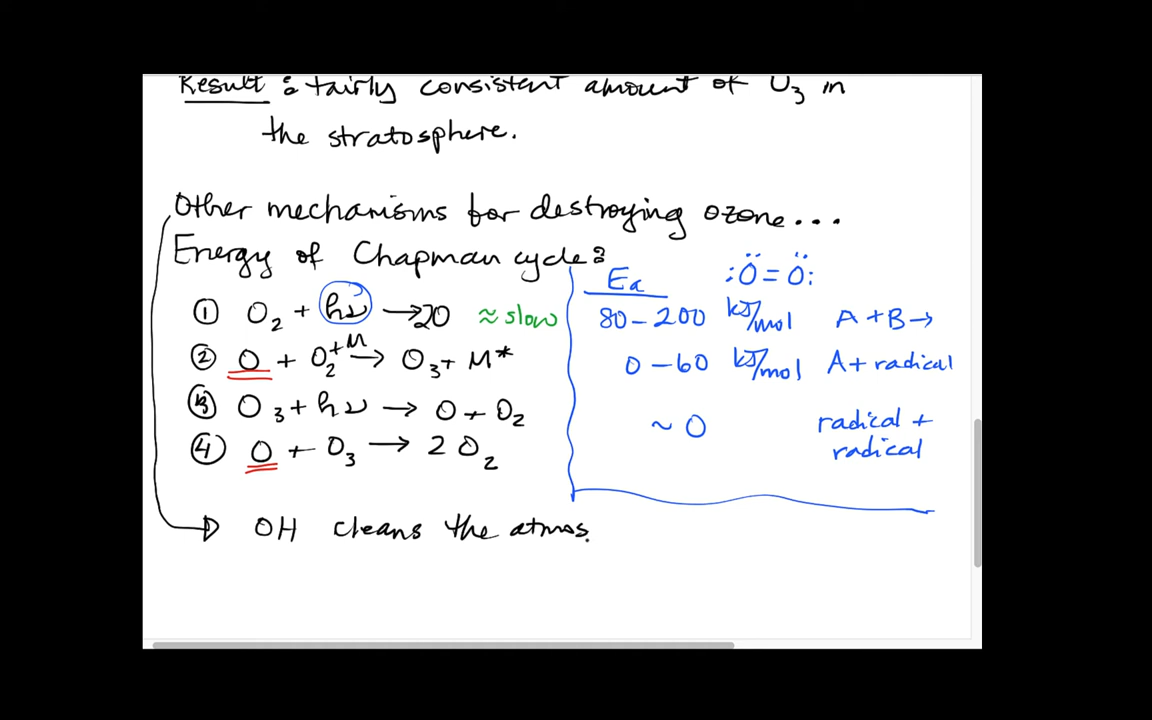 Result : fairly consistent amount of O3 in
the stratosphere.
Other mechanisms for destroying ozone...
Energy of Chapman cycle:
① O2 + hν → 2O ≈ slow
② O + O2 +M → O3 + M*
③ O3 + hν → O + O2
④ O + O3 → 2 O2
Ea :Ö=Ö:
80 - 200 kJ/mol A + B →
0 - 60 kJ/mol A + radical
~ 0 radical +
radical
OH cleans the atmos.